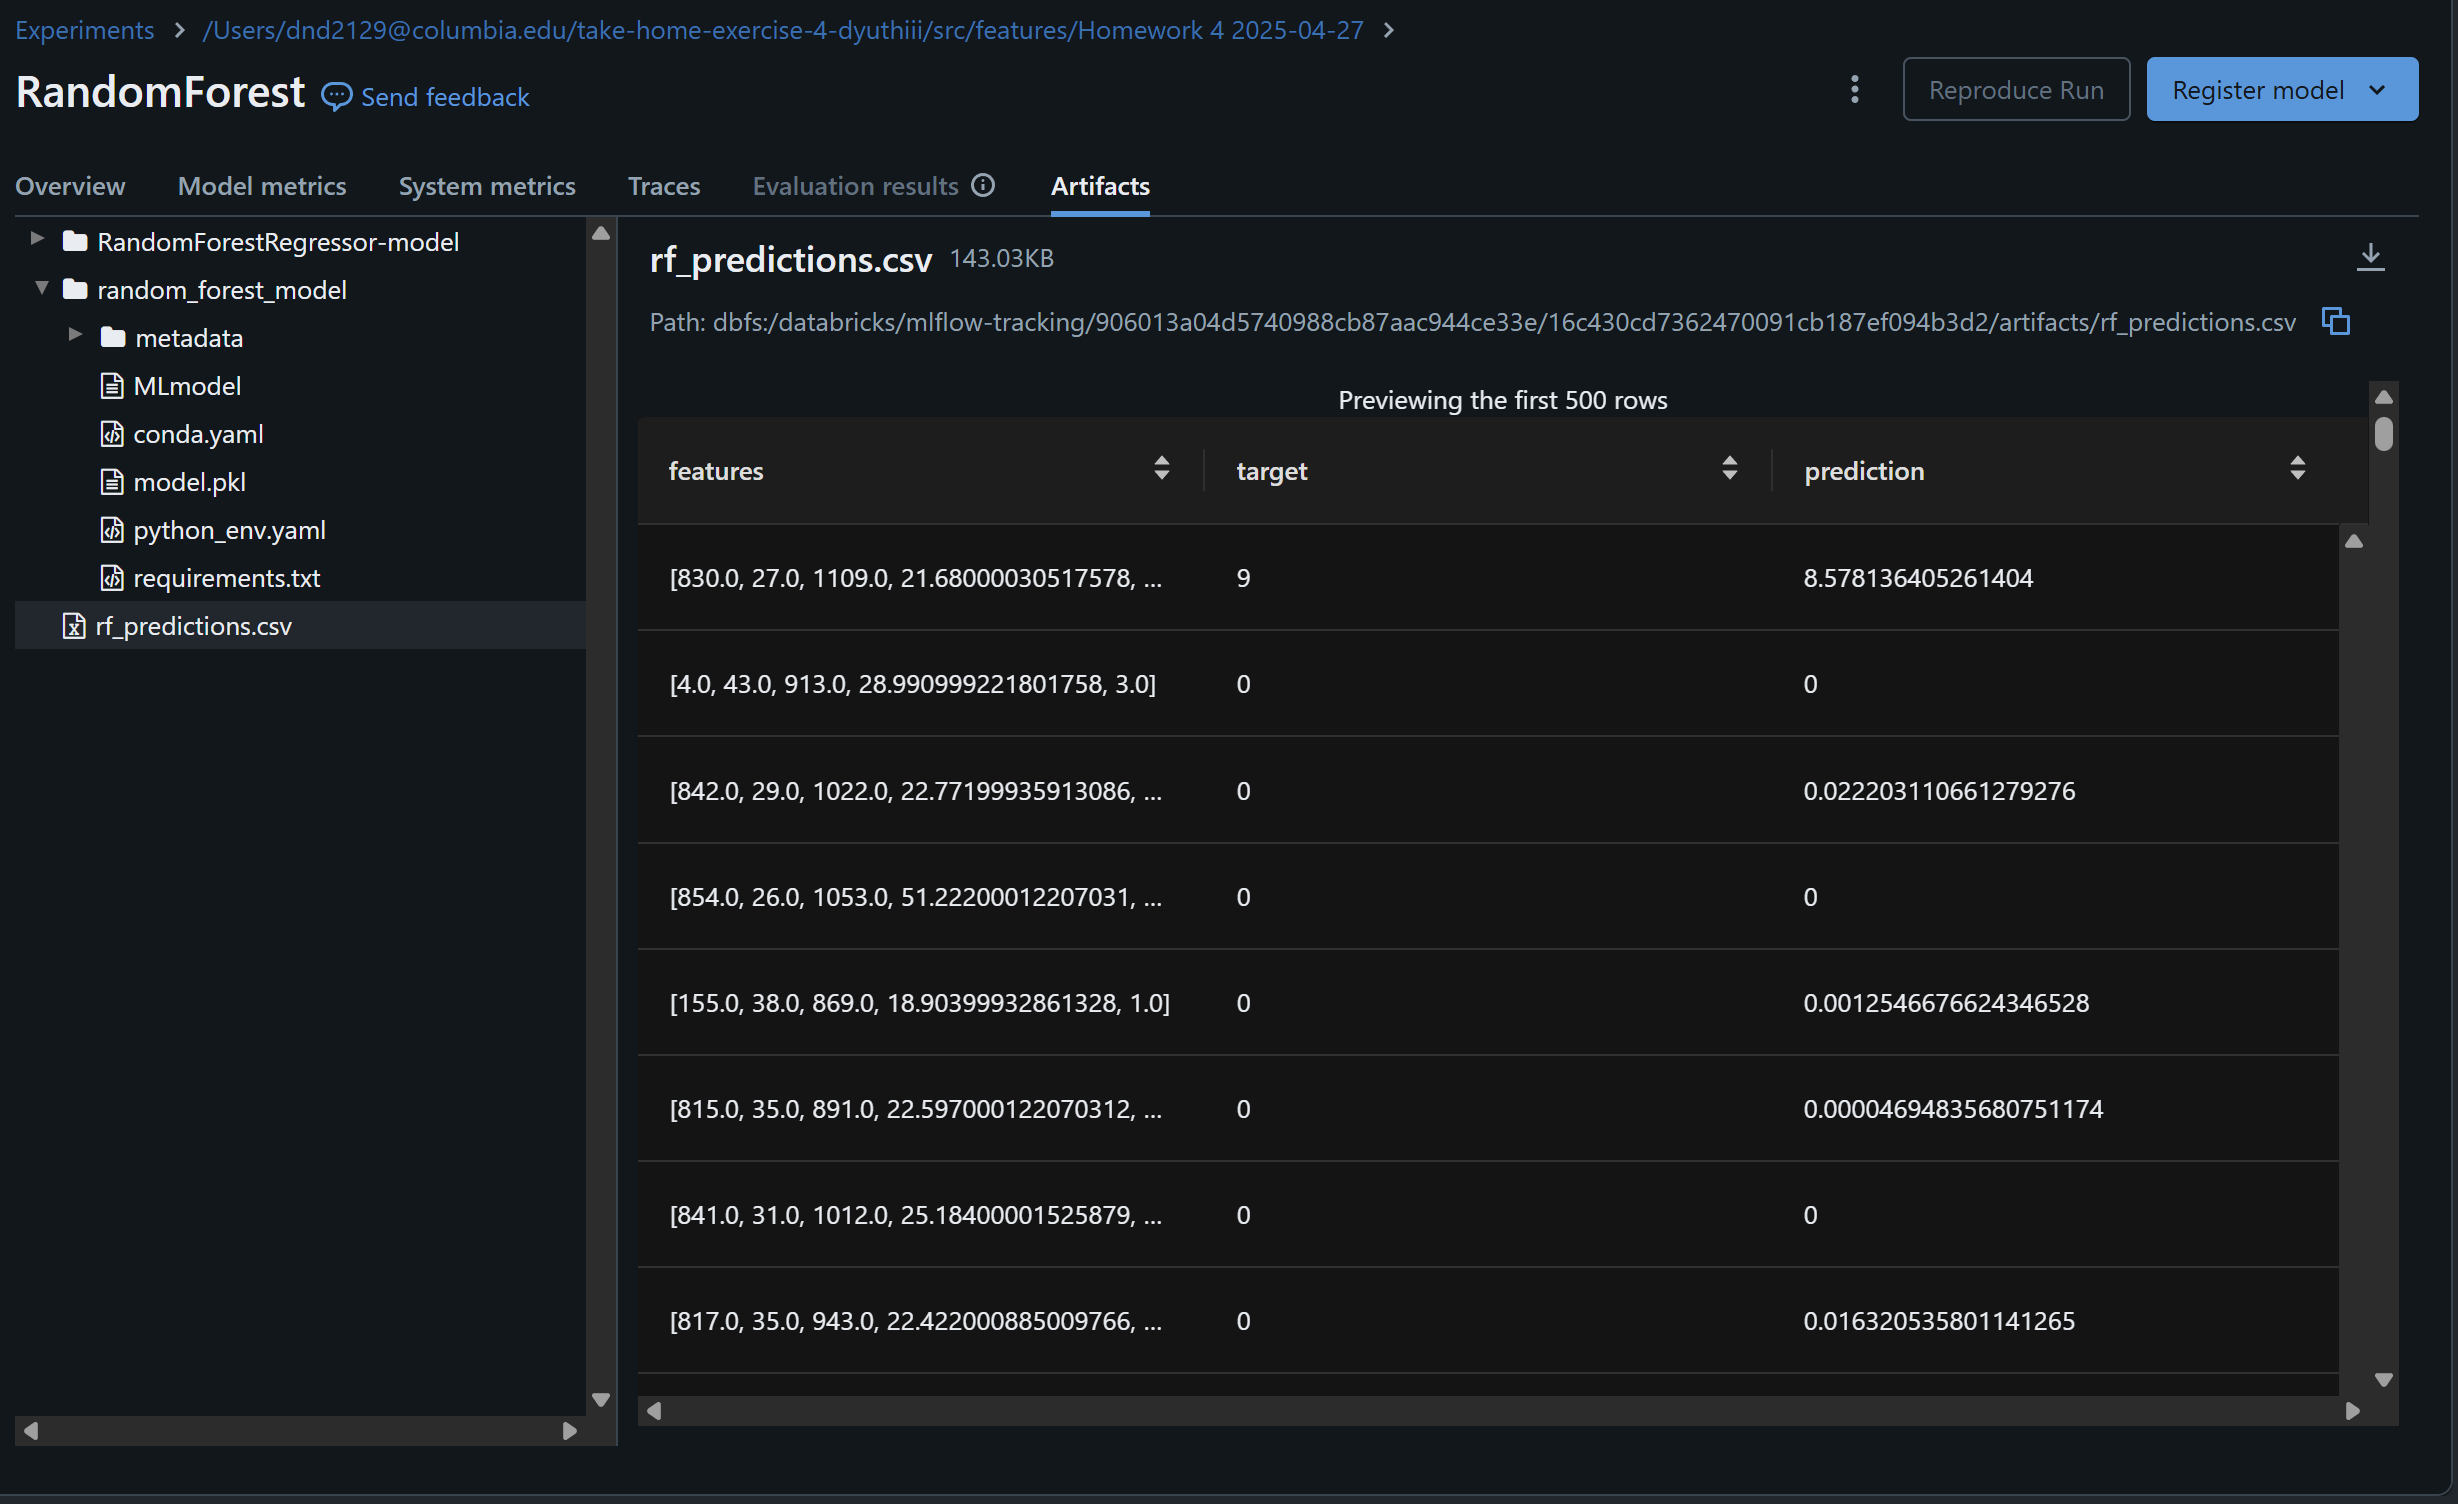 Experiments > /Users/dnd2129@columbia.edu/take-home-exercise-4-dyuthiii/src/features/Homework 4 2025-04-27 >
RandomForest Send feedback
Reproduce Run
Register model
Overview Model metrics System metrics Traces Evaluation results Artifacts
RandomForestRegressor-model
random_forest_model
metadata
MLmodel
conda.yaml
model.pkl
python_env.yaml
requirements.txt
rf_predictions.csv
rf_predictions.csv 143.03KB
Path: dbfs:/databricks/mlflow-tracking/906013a04d5740988cb87aac944ce33e/16c430cd7362470091cb187ef094b3d2/artifacts/rf_predictions.csv
Previewing the first 500 rows
features target prediction
[830.0, 27.0, 1109.0, 21.68000030517578, ... 9 8.578136405261404
[4.0, 43.0, 913.0, 28.990999221801758, 3.0] 0 0
[842.0, 29.0, 1022.0, 22.77199935913086, ... 0 0.022203110661279276
[854.0, 26.0, 1053.0, 51.22200012207031, ... 0 0
[155.0, 38.0, 869.0, 18.90399932861328, 1.0] 0 0.0012546676624346528
[815.0, 35.0, 891.0, 22.597000122070312, ... 0 0.00004694835680751174
[841.0, 31.0, 1012.0, 25.18400001525879, ... 0 0
[817.0, 35.0, 943.0, 22.422000885009766, ... 0 0.016320535801141265